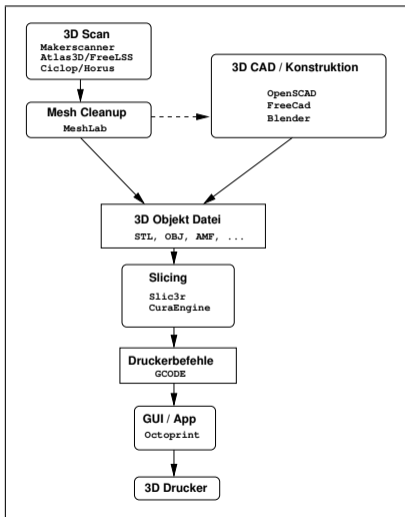 3D Scan
Makerscanner
Atlas3D/FreeLSS
Ciclop/Horus
3D CAD / Konstruktion
OpenSCAD
FreeCad
Blender
Mesh Cleanup
MeshLab
3D Objekt Datei
STL, OBJ, AMF, ...
Slicing
Slic3r
CuraEngine
Druckerbefehle
GCODE
GUI / App
Octoprint
3D Drucker